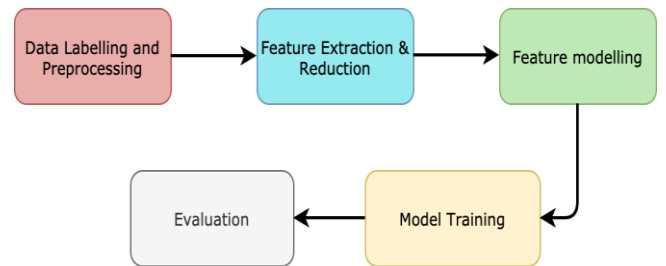 Data Labelling and
Preprocessing
Feature Extraction &
Reduction
Feature modelling
Evaluation
Model Training